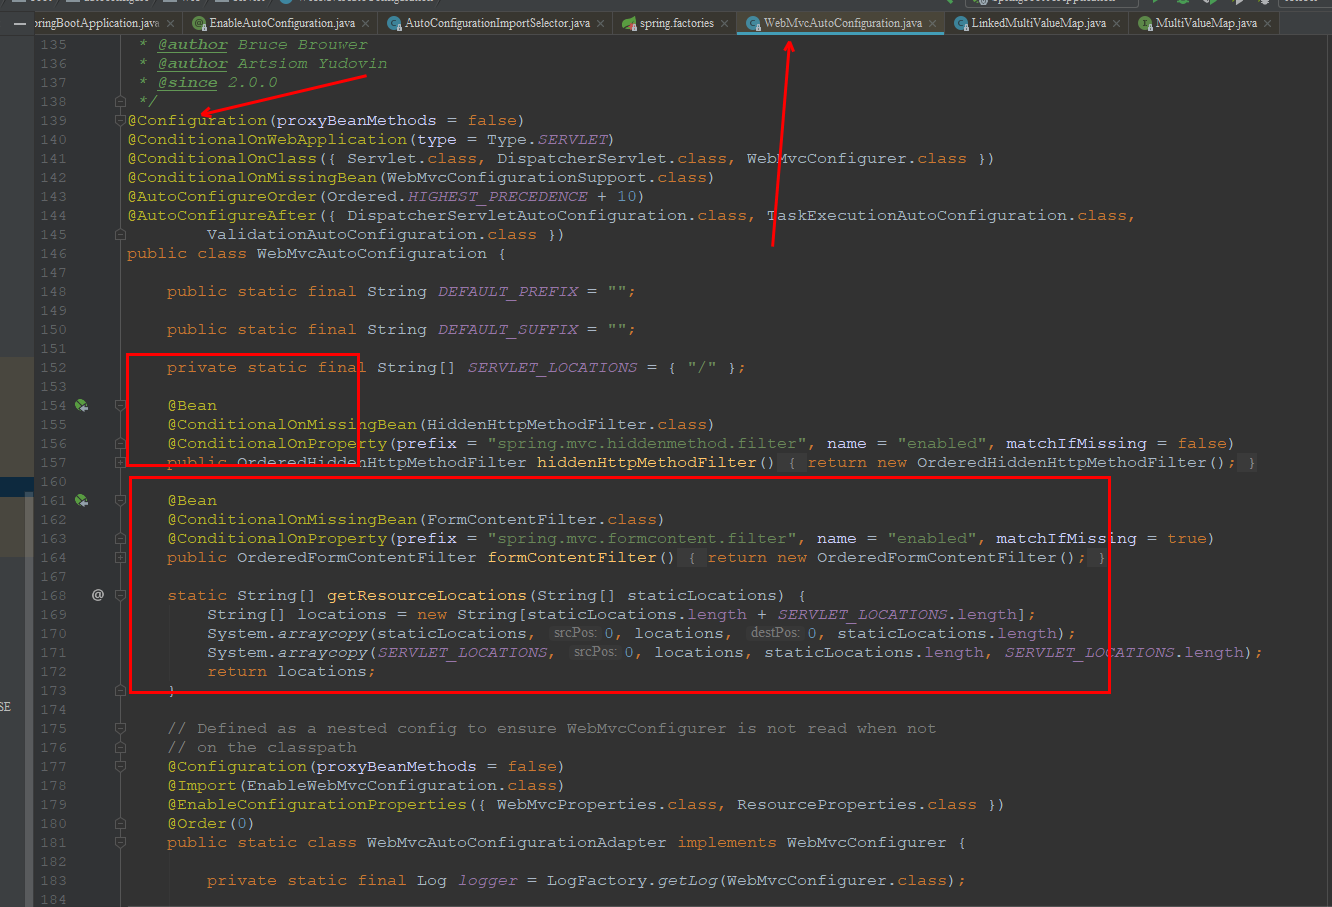 pringBootApplication.java × EnableAutoConfiguration.java × AutoConfigurationImportSelector.java × spring.factories × WebMvcAutoConfiguration.java × LinkedMultiValueMap.java × MultiValueMap.java ×
135 * @author Bruce Brouwer
136 * @author Artsiom Yudovin
137 * @since 2.0.0
138 */
139 @Configuration(proxyBeanMethods = false)
140 @ConditionalOnWebApplication(type = Type.SERVLET)
141 @ConditionalOnClass({ Servlet.class, DispatcherServlet.class, WebMvcConfigurer.class })
142 @ConditionalOnMissingBean(WebMvcConfigurationSupport.class)
143 @AutoConfigureOrder(Ordered.HIGHEST_PRECEDENCE + 10)
144 @AutoConfigureAfter({ DispatcherServletAutoConfiguration.class, TaskExecutionAutoConfiguration.class,
145 ValidationAutoConfiguration.class })
146 public class WebMvcAutoConfiguration {
147
148 public static final String DEFAULT_PREFIX = "";
149
150 public static final String DEFAULT_SUFFIX = "";
151
152 private static final String[] SERVLET_LOCATIONS = { "/" };
153
154 @Bean
155 @ConditionalOnMissingBean(HiddenHttpMethodFilter.class)
156 @ConditionalOnProperty(prefix = "spring.mvc.hiddenmethod.filter", name = "enabled", matchIfMissing = false)
157 public OrderedHiddenHttpMethodFilter hiddenHttpMethodFilter() { return new OrderedHiddenHttpMethodFilter(); }
160
161 @Bean
162 @ConditionalOnMissingBean(FormContentFilter.class)
163 @ConditionalOnProperty(prefix = "spring.mvc.formcontent.filter", name = "enabled", matchIfMissing = true)
164 public OrderedFormContentFilter formContentFilter() { return new OrderedFormContentFilter(); }
167
168 @ static String[] getResourceLocations(String[] staticLocations) {
169 String[] locations = new String[staticLocations.length + SERVLET_LOCATIONS.length];
170 System.arraycopy(staticLocations, srcPos: 0, locations, destPos: 0, staticLocations.length);
171 System.arraycopy(SERVLET_LOCATIONS, srcPos: 0, locations, staticLocations.length, SERVLET_LOCATIONS.length);
172 return locations;
173 }
174
175 // Defined as a nested config to ensure WebMvcConfigurer is not read when not
176 // on the classpath
177 @Configuration(proxyBeanMethods = false)
178 @Import(EnableWebMvcConfiguration.class)
179 @EnableConfigurationProperties({ WebMvcProperties.class, ResourceProperties.class })
180 @Order(0)
181 public static class WebMvcAutoConfigurationAdapter implements WebMvcConfigurer {
182
183 private static final Log logger = LogFactory.getLog(WebMvcConfigurer.class);
184
SE